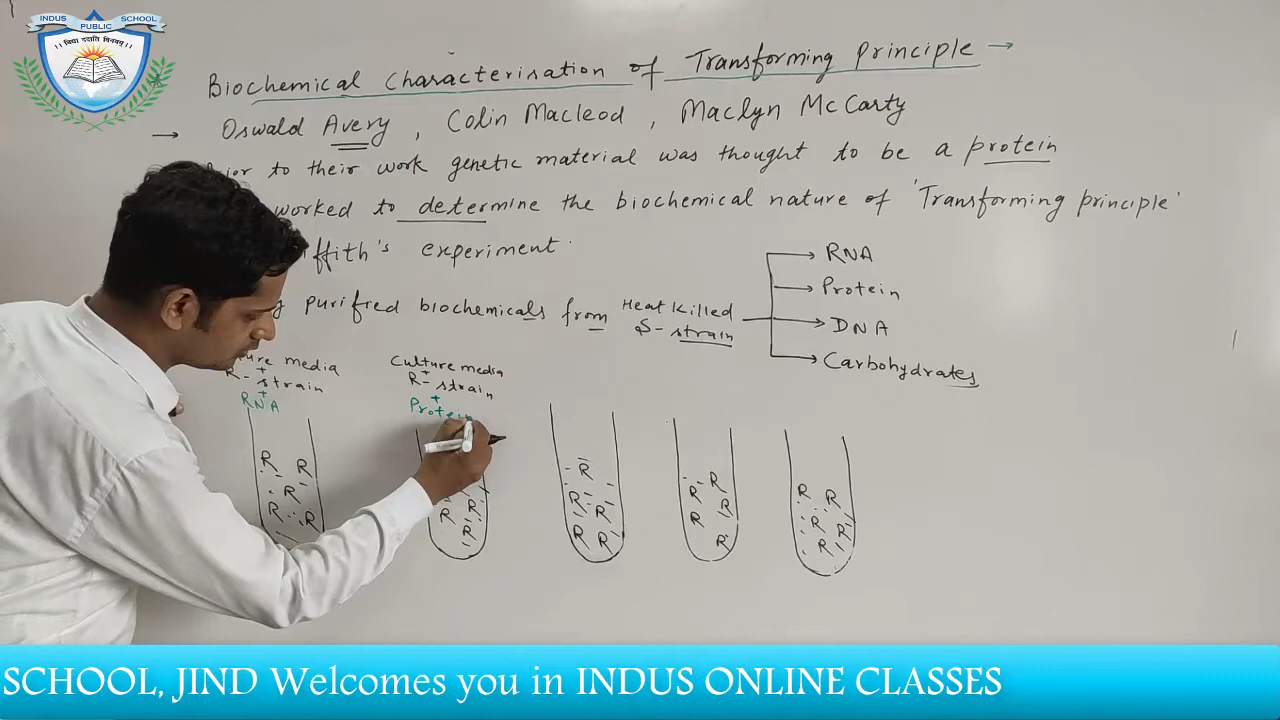 INDUS PUBLIC SCHOOL
।। विद्या ददाति विनयम् ।।
Biochemical Characterisation of Transforming Principle →
→ Oswald Avery, Colin Macleod, Maclyn McCarty
to their work genetic material was thought to be a protein
worked to determine the biochemical nature of 'Transforming principle'
experiment.
purified biochemicals from Heat Killed S-strain
RNA
Protein
DNA
Carbohydrates
media
+
R-strain
+
RNA
Culture media
+
R-strain
+
Protein
R R R R R
R R R
R R R R R
R R R R R
R R R R R
SCHOOL, JIND Welcomes you in INDUS ONLINE CLASSES